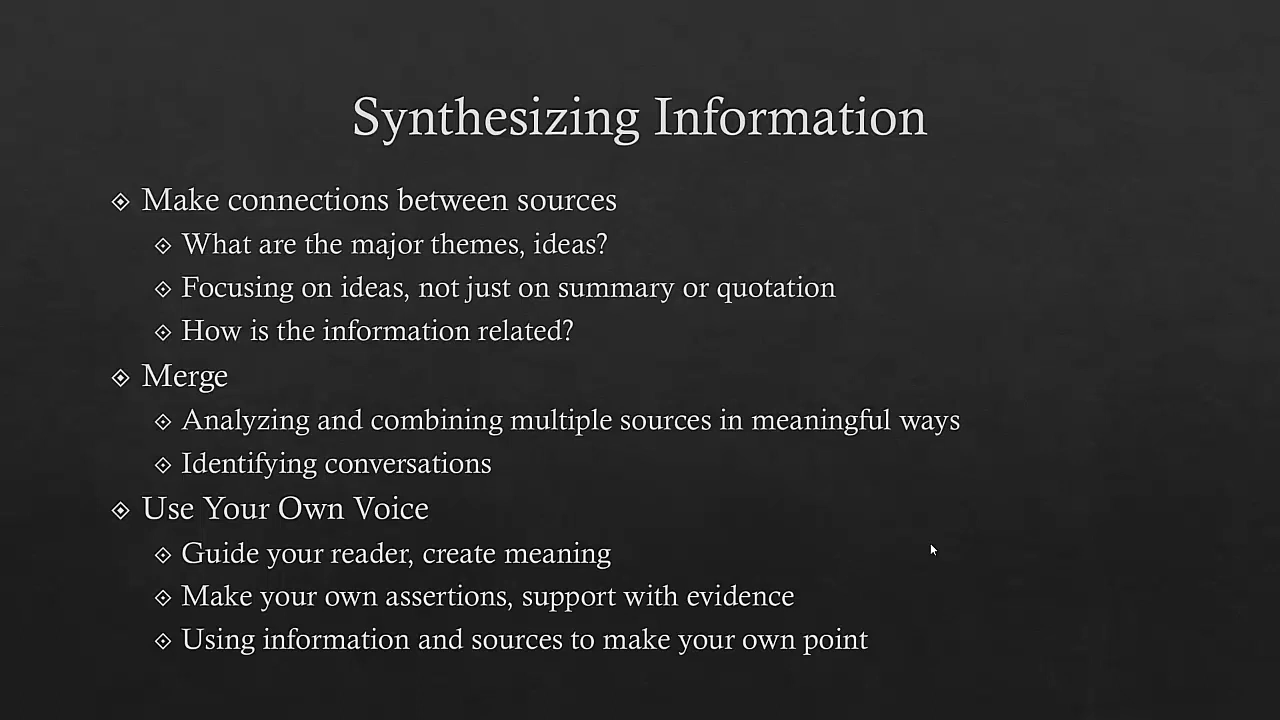 Synthesizing Information
Make connections between sources
What are the major themes, ideas?
Focusing on ideas, not just on summary or quotation
How is the information related?
Merge
Analyzing and combining multiple sources in meaningful ways
Identifying conversations
Use Your Own Voice
Guide your reader, create meaning
Make your own assertions, support with evidence
Using information and sources to make your own point